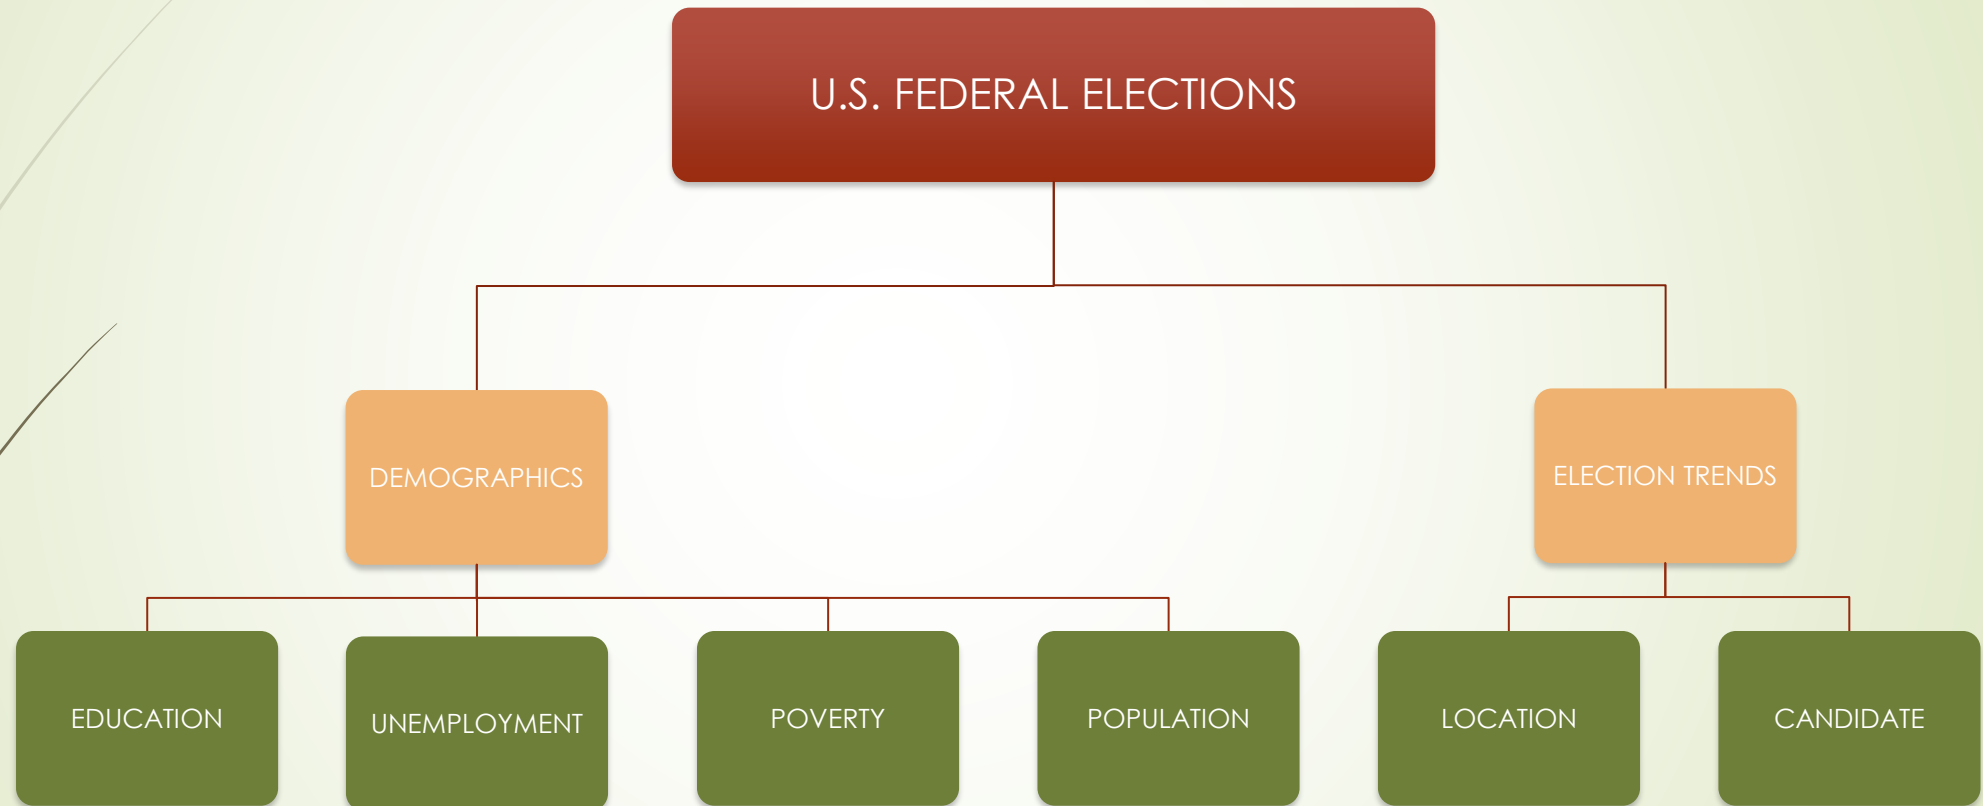 U.S. FEDERAL ELECTIONS
DEMOGRAPHICS
ELECTION TRENDS
EDUCATION
UNEMPLOYMENT
POVERTY
POPULATION
LOCATION
CANDIDATE